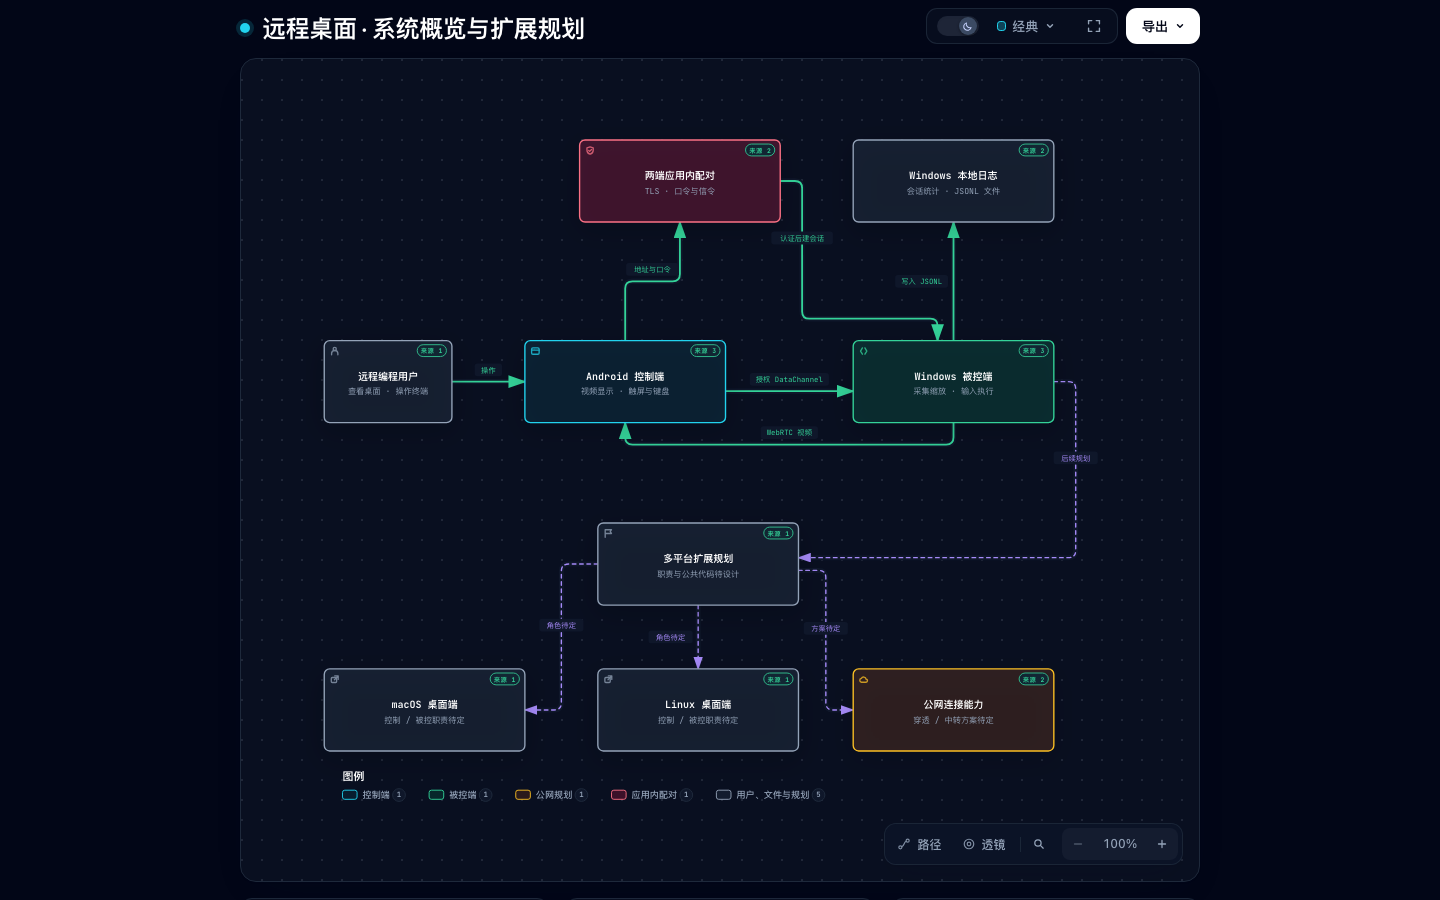 远程桌面 · 系统概览与扩展规划
经典
导出
来源 2
两端应用内配对
TLS · 口令与信令
来源 2
Windows 本地日志
会话统计 · JSONL 文件
认证后建会话
地址与口令
写入 JSONL
来源 1
远程编程用户
查看桌面 · 操作终端
操作
来源 3
Android 控制端
视频显示 · 触屏与键盘
授权 DataChannel
来源 3
Windows 被控端
采集缩放 · 输入执行
WebRTC 视频
后续规划
来源 1
多平台扩展规划
职责与公共代码待设计
角色待定
角色待定
方案待定
来源 1
macOS 桌面端
控制 / 被控职责待定
来源 1
Linux 桌面端
控制 / 被控职责待定
来源 2
公网连接能力
穿透 / 中转方案待定
图例
控制端 1
被控端 1
公网规划 1
应用内配对 1
用户、文件与规划 5
路径
透镜
100%